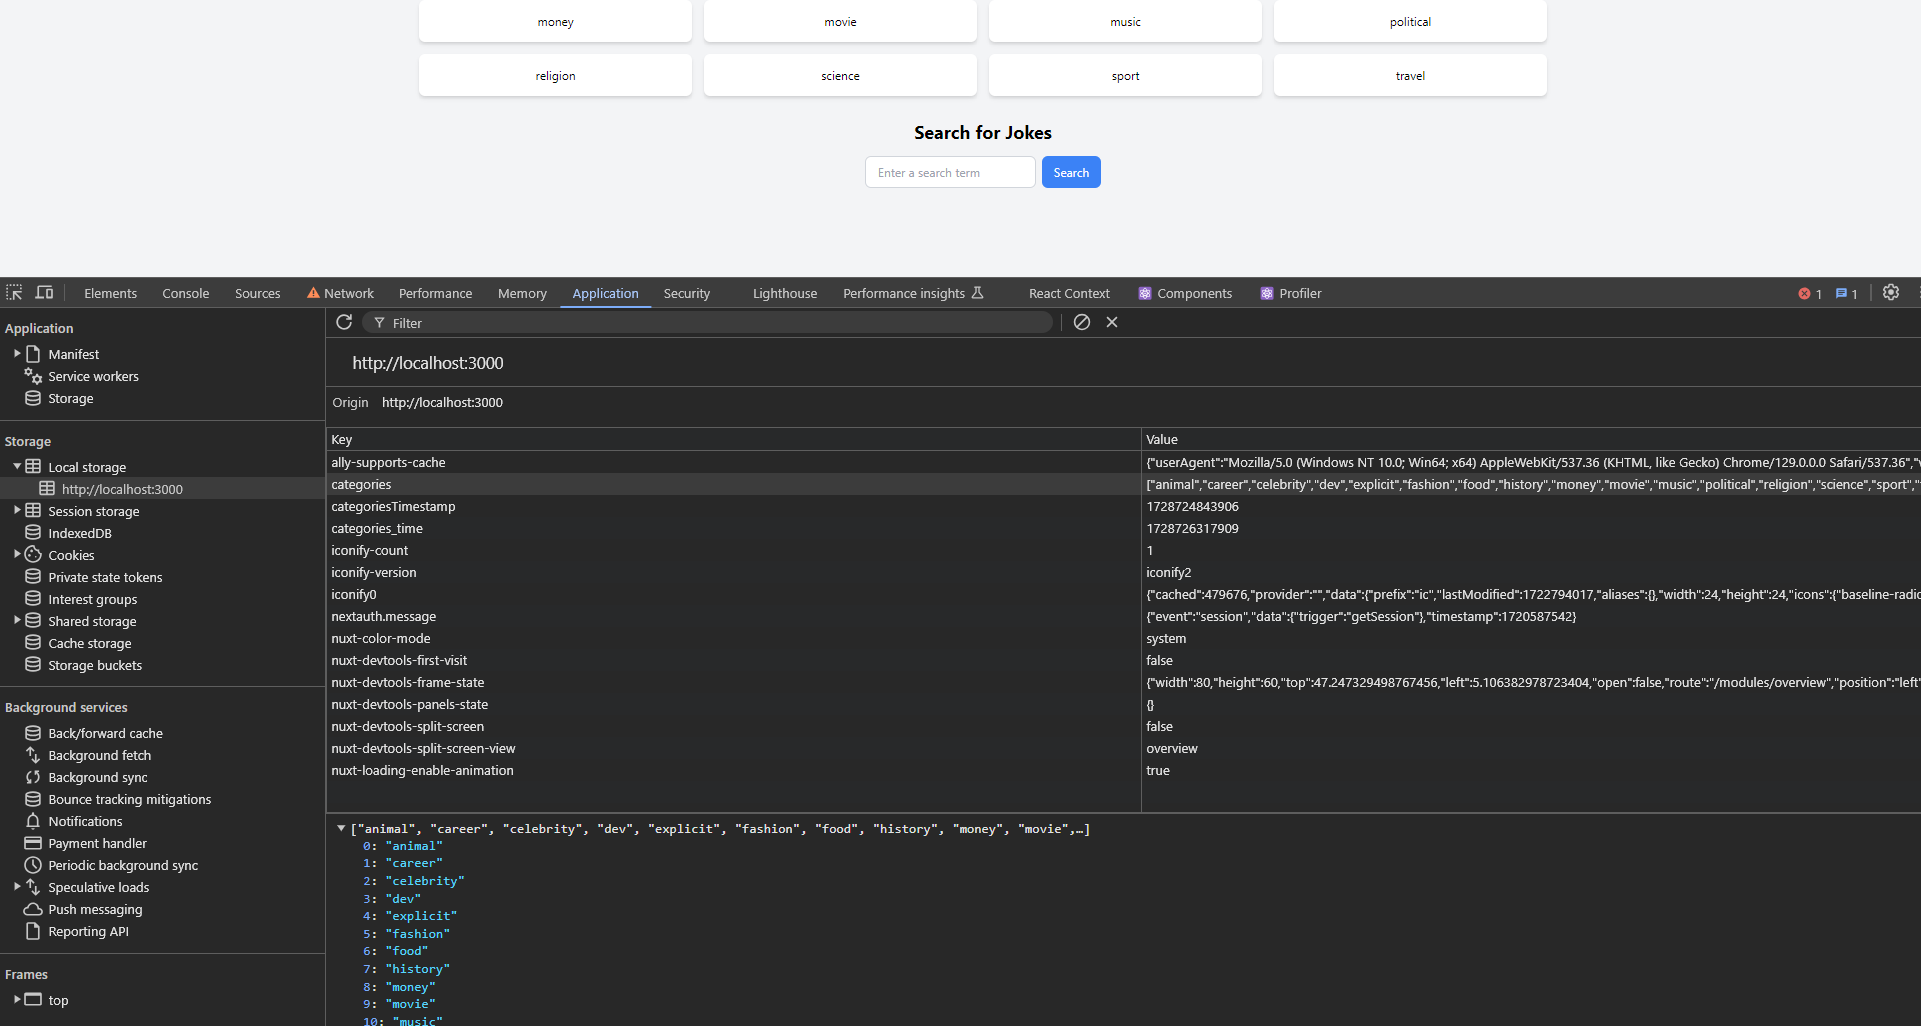 money movie music political
religion science sport travel
Search for Jokes
Enter a search term Search
Elements Console Sources Network Performance Memory Application Security Lighthouse Performance insights React Context Components Profiler 1 1
Application
Manifest
Service workers
Storage
Storage
Local storage
http://localhost:3000
Session storage
IndexedDB
Cookies
Private state tokens
Interest groups
Shared storage
Cache storage
Storage buckets
Background services
Back/forward cache
Background fetch
Background sync
Bounce tracking mitigations
Notifications
Payment handler
Periodic background sync
Speculative loads
Push messaging
Reporting API
Frames
top
Filter
http://localhost:3000
Origin http://localhost:3000
Key Value
ally-supports-cache {"userAgent":"Mozilla/5.0 (Windows NT 10.0; Win64; x64) AppleWebKit/537.36 (KHTML, like Gecko) Chrome/129.0.0.0 Safari/537.36","
categories ["animal","career","celebrity","dev","explicit","fashion","food","history","money","movie","music","political","religion","science","sport","
categoriesTimestamp 1728724843906
categories_time 1728726317909
iconify-count 1
iconify-version iconify2
iconify0 {"cached":479676,"provider":"","data":{"prefix":"ic","lastModified":1722794017,"aliases":{},"width":24,"height":24,"icons":{"baseline-radio
nextauth.message {"event":"session","data":{"trigger":"getSession"},"timestamp":1720587542}
nuxt-color-mode system
nuxt-devtools-first-visit false
nuxt-devtools-frame-state {"width":80,"height":60,"top":47.247329498767456,"left":5.106382978723404,"open":false,"route":"/modules/overview","position":"left"
nuxt-devtools-panels-state {}
nuxt-devtools-split-screen false
nuxt-devtools-split-screen-view overview
nuxt-loading-enable-animation true
["animal", "career", "celebrity", "dev", "explicit", "fashion", "food", "history", "money", "movie",…]
0: "animal"
1: "career"
2: "celebrity"
3: "dev"
4: "explicit"
5: "fashion"
6: "food"
7: "history"
8: "money"
9: "movie"
10: "music"